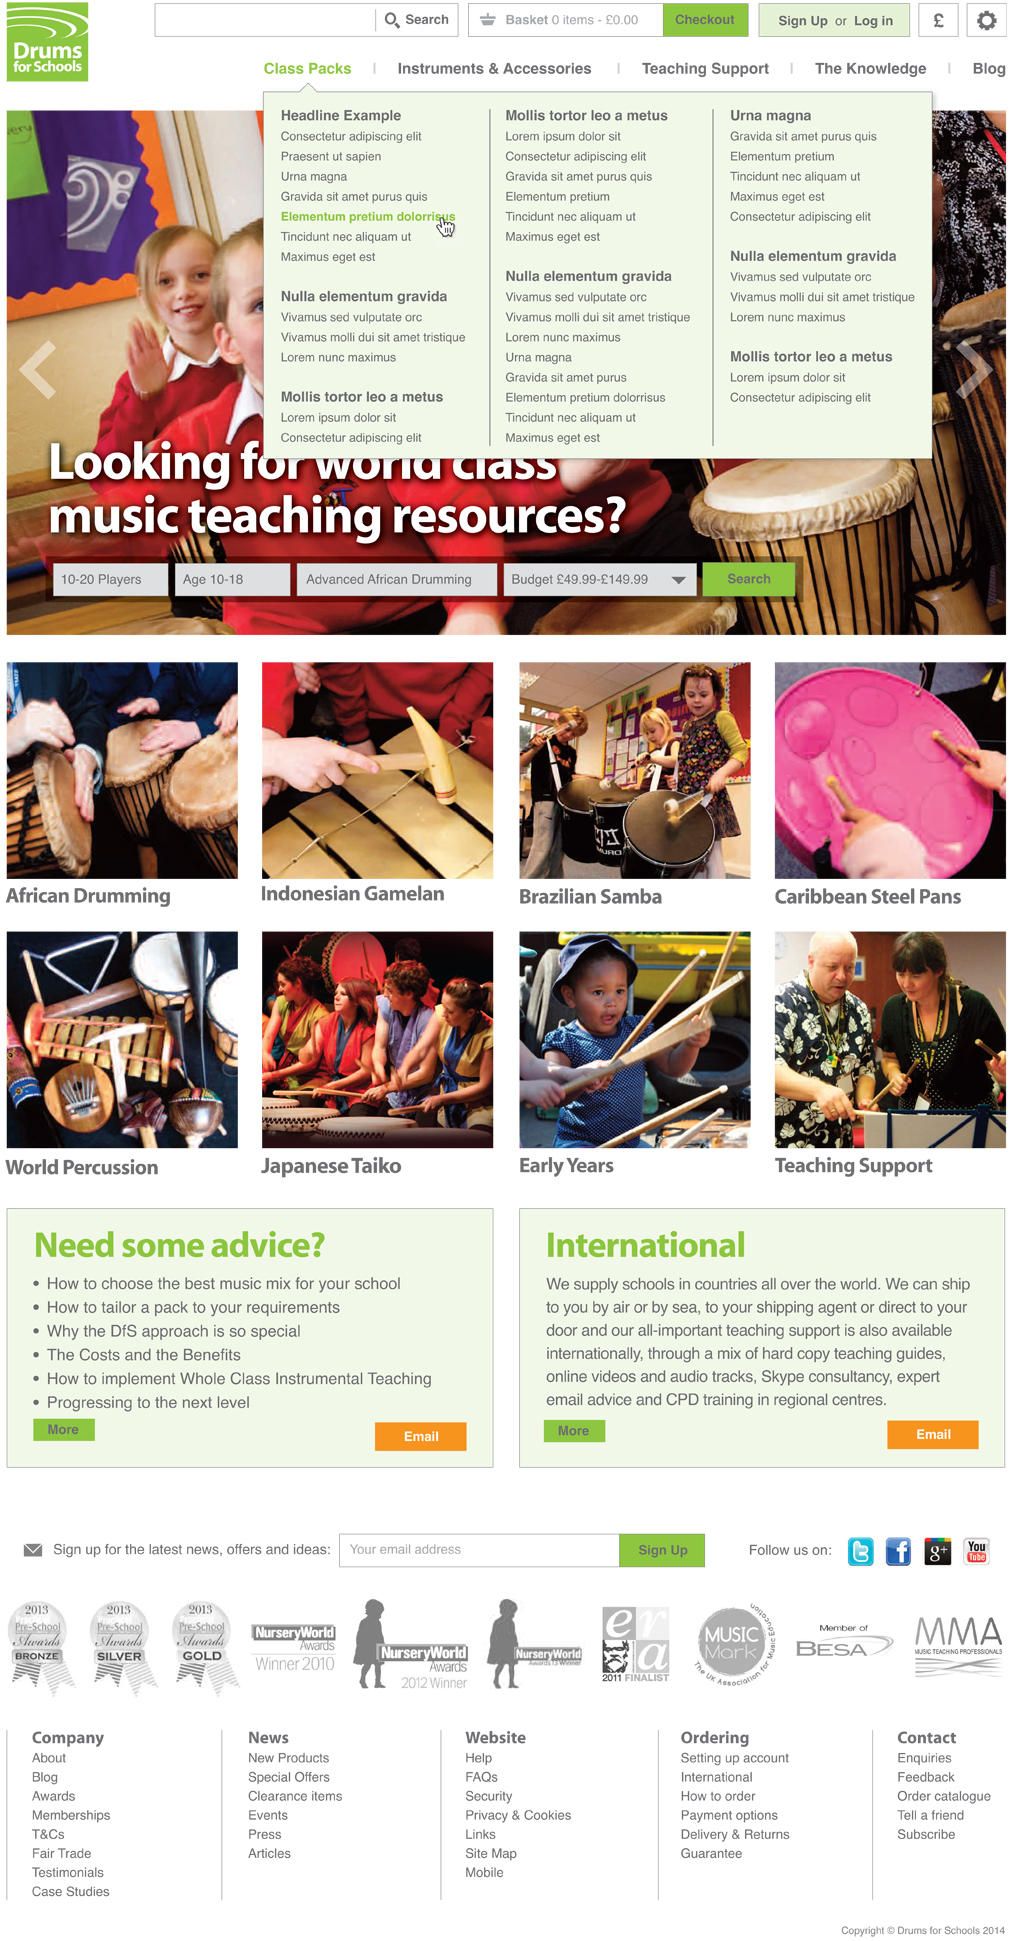 Drums
for Schools
Search
Basket 0 items - £0.00
Checkout
Sign Up or Log in
£
Class Packs
Instruments & Accessories
Teaching Support
The Knowledge
Blog
Headline Example
Consectetur adipiscing elit
Praesent ut sapien
Urna magna
Gravida sit amet purus quis
Elementum pretium dolorrisus
Tincidunt nec aliquam ut
Maximus eget est
Nulla elementum gravida
Vivamus sed vulputate orc
Vivamus molli dui sit amet tristique
Lorem nunc maximus
Mollis tortor leo a metus
Lorem ipsum dolor sit
Consectetur adipiscing elit
Mollis tortor leo a metus
Lorem ipsum dolor sit
Consectetur adipiscing elit
Gravida sit amet purus quis
Elementum pretium
Tincidunt nec aliquam ut
Maximus eget est
Nulla elementum gravida
Vivamus sed vulputate orc
Vivamus molli dui sit amet tristique
Lorem nunc maximus
Urna magna
Gravida sit amet purus
Elementum pretium dolorrisus
Tincidunt nec aliquam ut
Maximus eget est
Urna magna
Gravida sit amet purus quis
Elementum pretium
Tincidunt nec aliquam ut
Maximus eget est
Consectetur adipiscing elit
Nulla elementum gravida
Vivamus sed vulputate orc
Vivamus molli dui sit amet tristique
Lorem nunc maximus
Mollis tortor leo a metus
Lorem ipsum dolor sit
Consectetur adipiscing elit
Looking for world class
music teaching resources?
10-20 Players
Age 10-18
Advanced African Drumming
Budget £49.99-£149.99
Search
African Drumming
Indonesian Gamelan
Brazilian Samba
Caribbean Steel Pans
World Percussion
Japanese Taiko
Early Years
Teaching Support
Need some advice?
• How to choose the best music mix for your school
• How to tailor a pack to your requirements
• Why the DfS approach is so special
• The Costs and the Benefits
• How to implement Whole Class Instrumental Teaching
• Progressing to the next level
More
Email
International
We supply schools in countries all over the world. We can ship
to you by air or by sea, to your shipping agent or direct to your
door and our all-important teaching support is also available
internationally, through a mix of hard copy teaching guides,
online videos and audio tracks, Skype consultancy, expert
email advice and CPD training in regional centres.
More
Email
Sign up for the latest news, offers and ideas:
Your email address
Sign Up
Follow us on:
g+
You
Tube
2013
Pre-School
Awards
BRONZE
2013
Pre-School
Awards
SILVER
2013
Pre-School
Awards
GOLD
NurseryWorld
Awards
Winner 2010
NurseryWorld
Awards
2012 Winner
NurseryWorld
Awards 13 Winner
era
2011 FINALIST
MUSIC
Mark
The UK Association for Music Education
Member of
BESA
MMA
MUSIC TEACHING PROFESSIONALS
Company
About
Blog
Awards
Memberships
T&Cs
Fair Trade
Testimonials
Case Studies
News
New Products
Special Offers
Clearance items
Events
Press
Articles
Website
Help
FAQs
Security
Privacy & Cookies
Links
Site Map
Mobile
Ordering
Setting up account
International
How to order
Payment options
Delivery & Returns
Guarantee
Contact
Enquiries
Feedback
Order catalogue
Tell a friend
Subscribe
Copyright © Drums for Schools 2014